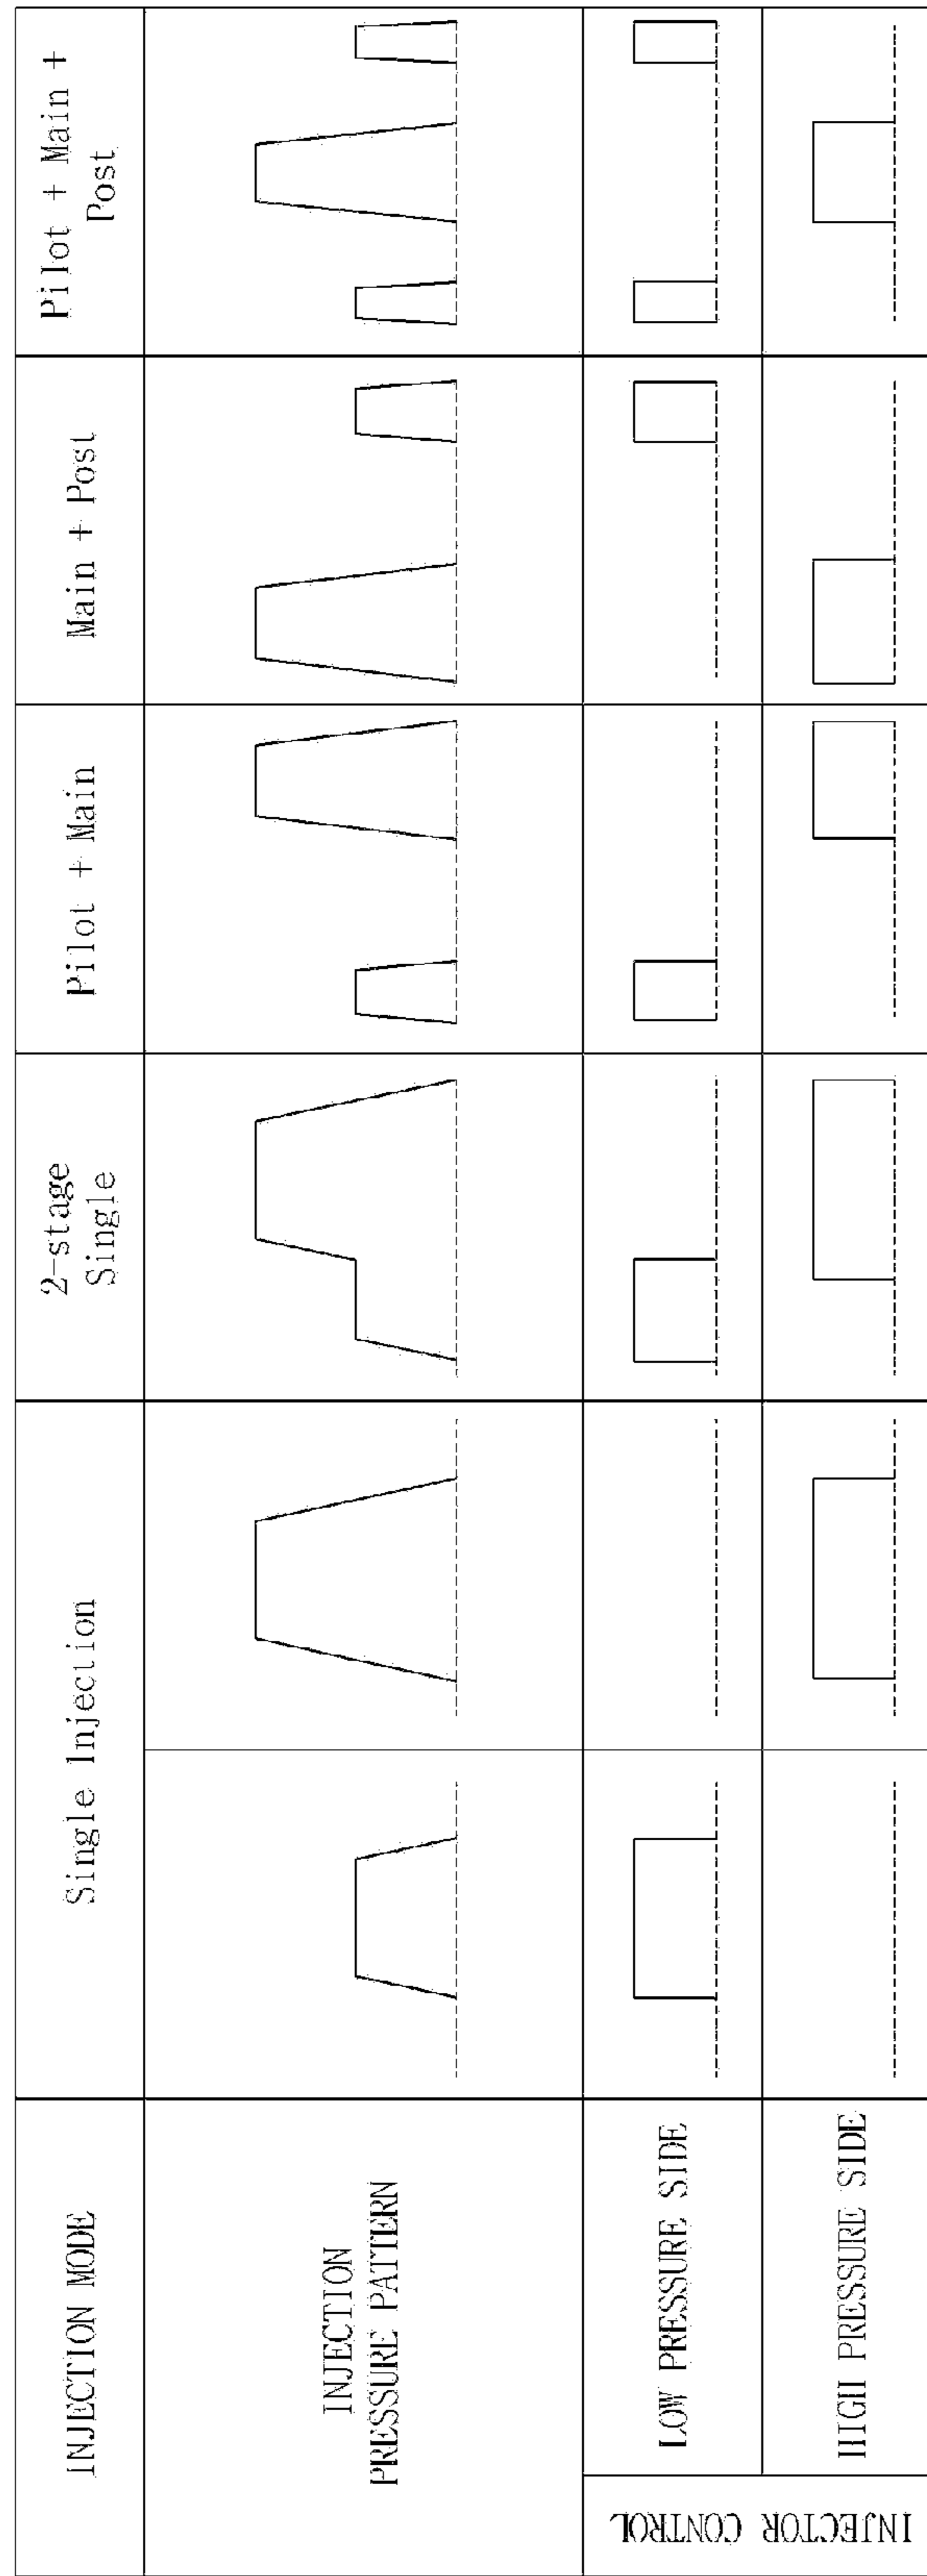 INJECTION MODE
Single Injection
2-stage
Single
Pilot + Main
Main + Post
Pilot + Main +
Post
INJECTION
PRESSURE PATTERN
INJECTOR CONTROL
LOW PRESSURE SIDE
HIGH PRESSURE SIDE